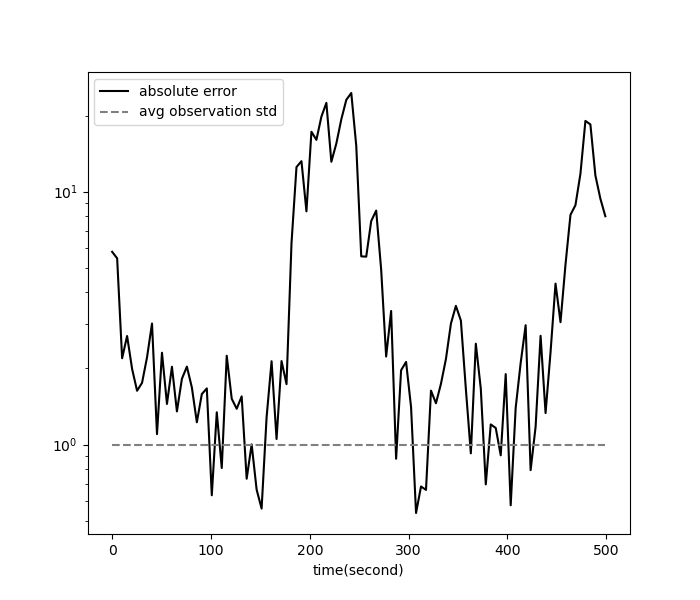 absolute error
avg observation std
10¹
10⁰
0 100 200 300 400 500
time(second)